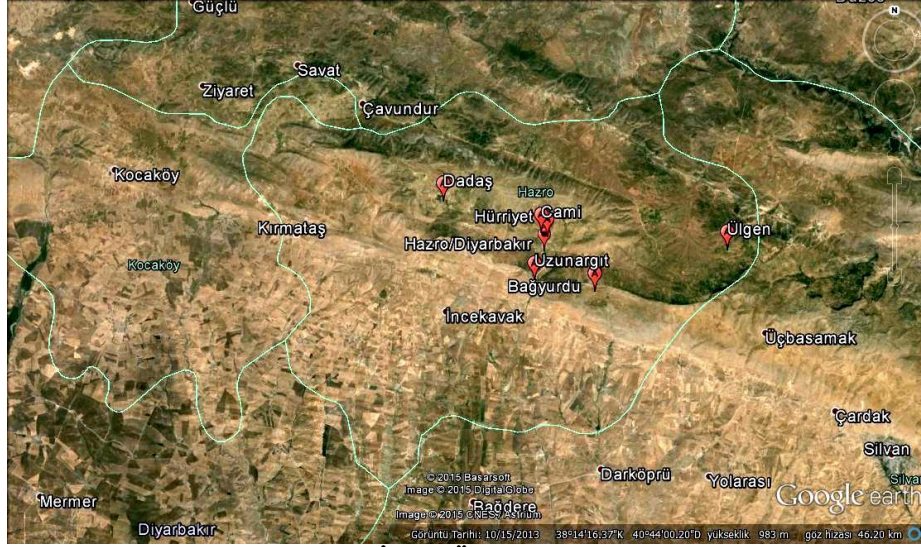 Güçlü
N
Savat
Ziyaret
Çavundur
Kocaköy
Dadaş
Hazro
Hürriyet Cami
Kırmataş
Ülgen
Hazro/Diyarbakır
Kocaköy
Uzunargıt
Bağyurdu
İncekavak
Üçbasamak
Çardak
Silvan
Darköprü
Yolarası
© 2015 Basarsoft
Image © 2015 DigitalGlobe
Google earth
Mermer
Bağdere
Image © 2015 CNES / Astrium
Diyarbakır
Görüntü Tarihi: 10/15/2013 38°14'16.37"K 40°44'00.20"D yükseklik 983 m göz hizası 46.20 km